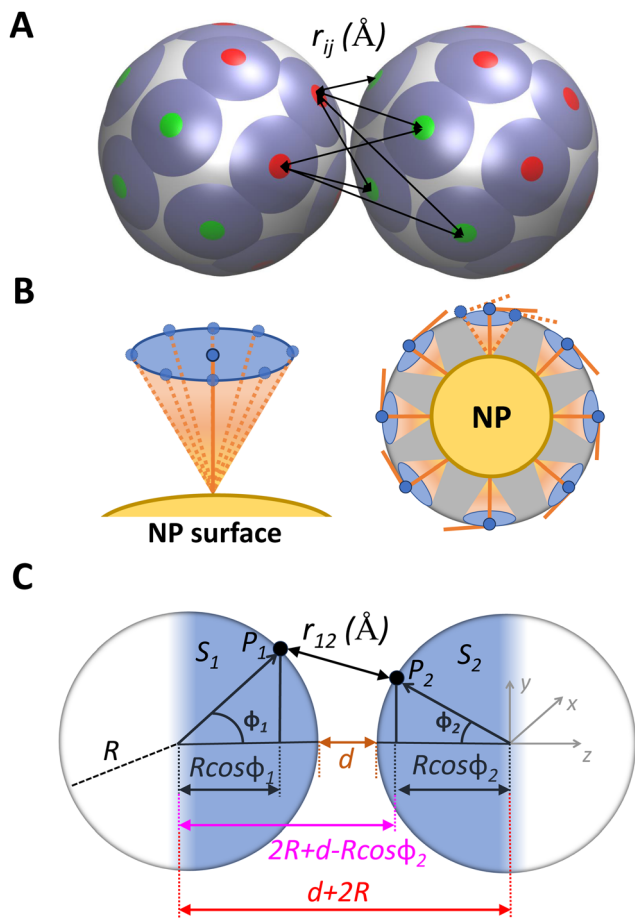 A
r_ij (Å)
B
NP
NP surface
C
r_12 (Å)
P_1
S_1
P_2
S_2
y
x
z
ϕ_1
ϕ_2
R
d
Rcosϕ_1
Rcosϕ_2
2R+d-Rcosϕ_2
d+2R